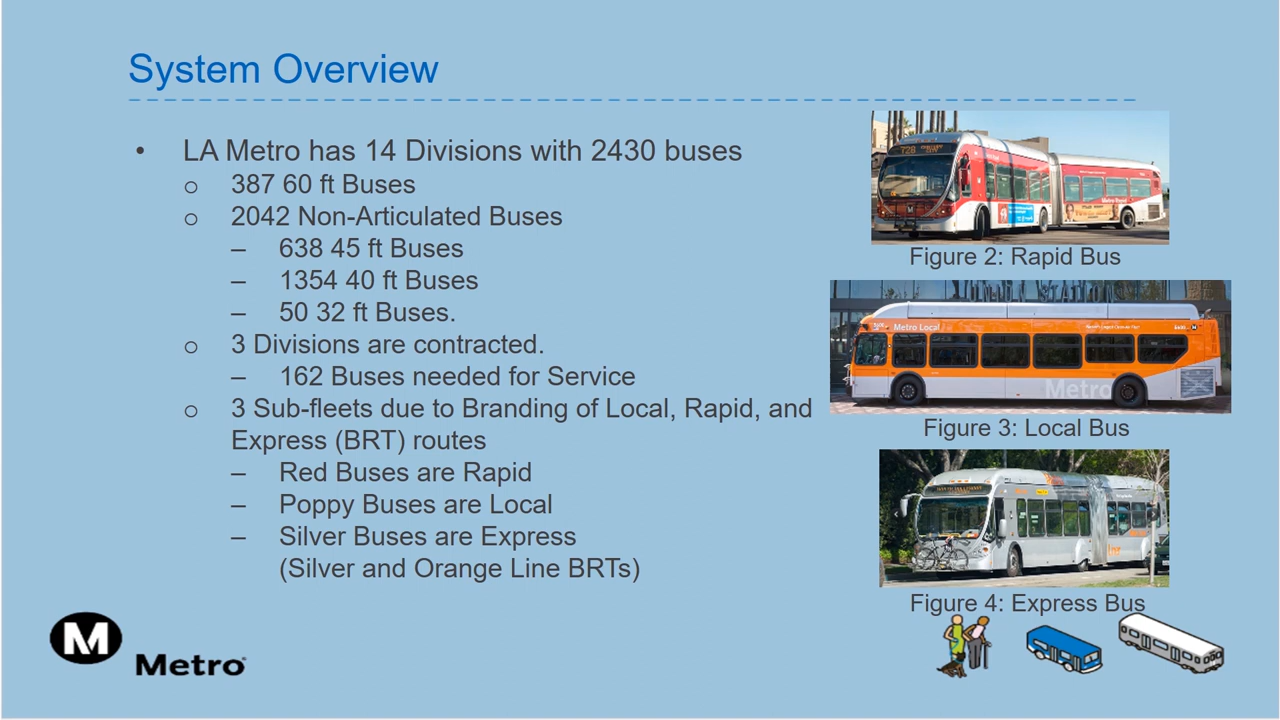 System Overview
• LA Metro has 14 Divisions with 2430 buses
o 387 60 ft Buses
o 2042 Non-Articulated Buses
– 638 45 ft Buses
– 1354 40 ft Buses
– 50 32 ft Buses.
o 3 Divisions are contracted.
– 162 Buses needed for Service
o 3 Sub-fleets due to Branding of Local, Rapid, and
Express (BRT) routes
– Red Buses are Rapid
– Poppy Buses are Local
– Silver Buses are Express
(Silver and Orange Line BRTs)
728
Figure 2: Rapid Bus
Metro Local
Metro
Figure 3: Local Bus
Figure 4: Express Bus
M
Metro